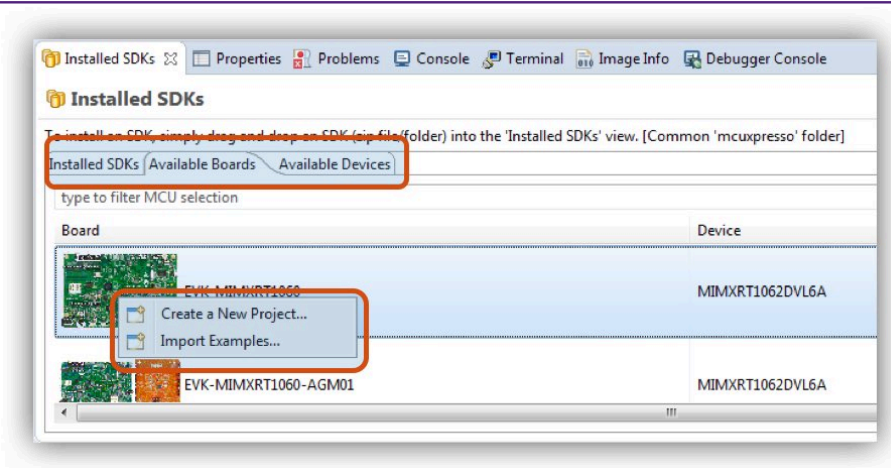 Installed SDKs Properties Problems Console Terminal Image Info Debugger Console
Installed SDKs
To install an SDK, simply drag and drop an SDK (zip file/folder) into the 'Installed SDKs' view. [Common 'mcuxpresso' folder]
Installed SDKs Available Boards Available Devices
type to filter MCU selection
Board Device
EVK-MIMXRT1060 MIMXRT1062DVL6A
Create a New Project...
Import Examples...
EVK-MIMXRT1060-AGM01 MIMXRT1062DVL6A